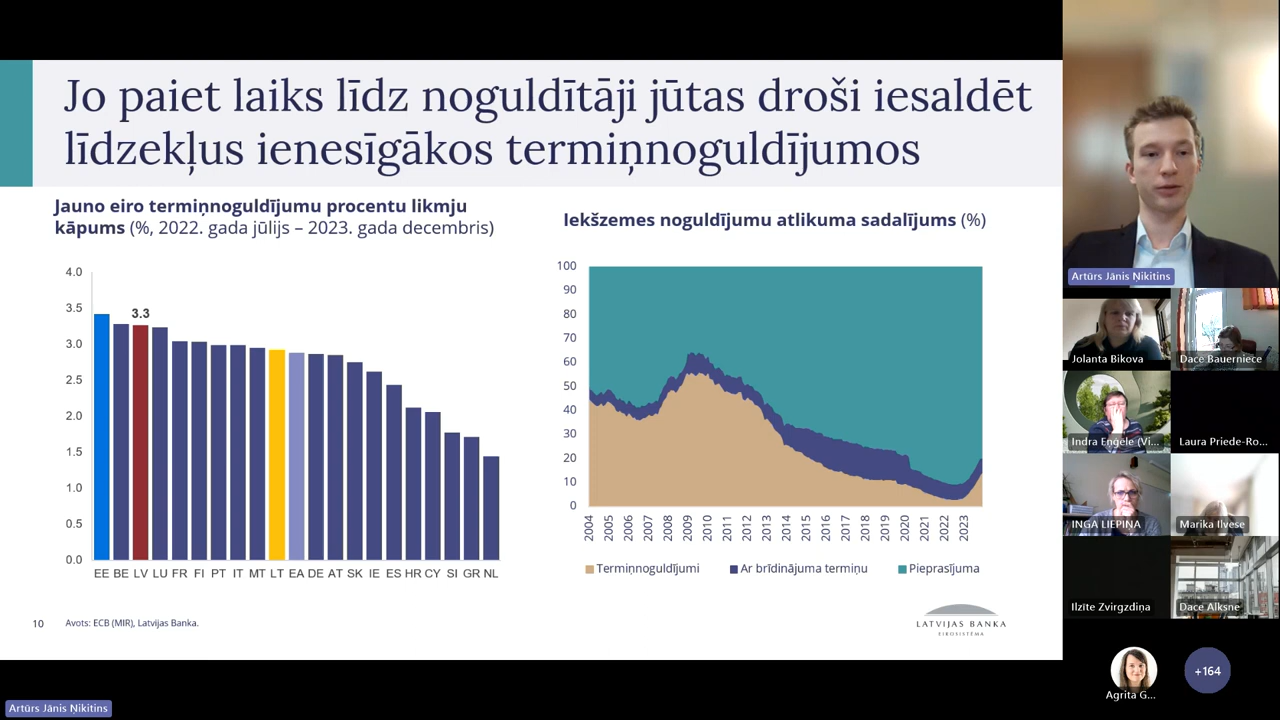 Jo paiet laiks līdz noguldītāji jūtas droši iesaldēt
līdzekļus ienesīgākos termiņnoguldījumos
Jauno eiro termiņnoguldījumu procentu likmju
kāpums (%, 2022. gada jūlijs – 2023. gada decembris)
4.0
3.5
3.0
2.5
2.0
1.5
1.0
0.5
0.0
3.3
EE BE LV LU FR FI PT IT MT LT EA DE AT SK IE ES HR CY SI GR NL
Iekšzemes noguldījumu atlikuma sadalījums (%)
100
90
80
70
60
50
40
30
20
10
0
2004 2005 2006 2007 2008 2009 2010 2011 2012 2013 2014 2015 2016 2017 2018 2019 2020 2021 2022 2023
Termiņnoguldījumi Ar brīdinājuma termiņu Pieprasījuma
10 Avots: ECB (MIR), Latvijas Banka.
LATVIJAS BANKA
EIROSISTĒMA
Artūrs Jānis Ņikitins
Jolanta Bikova
Dace Bauerniece
Indra Enģele (Vi...
Laura Priede-Ro...
INGA LIEPIŅA
Marika Ilvese
Ilzīte Zvirgzdiņa
Dace Alksne
Agrita G...
+164
Artūrs Jānis Ņikitins